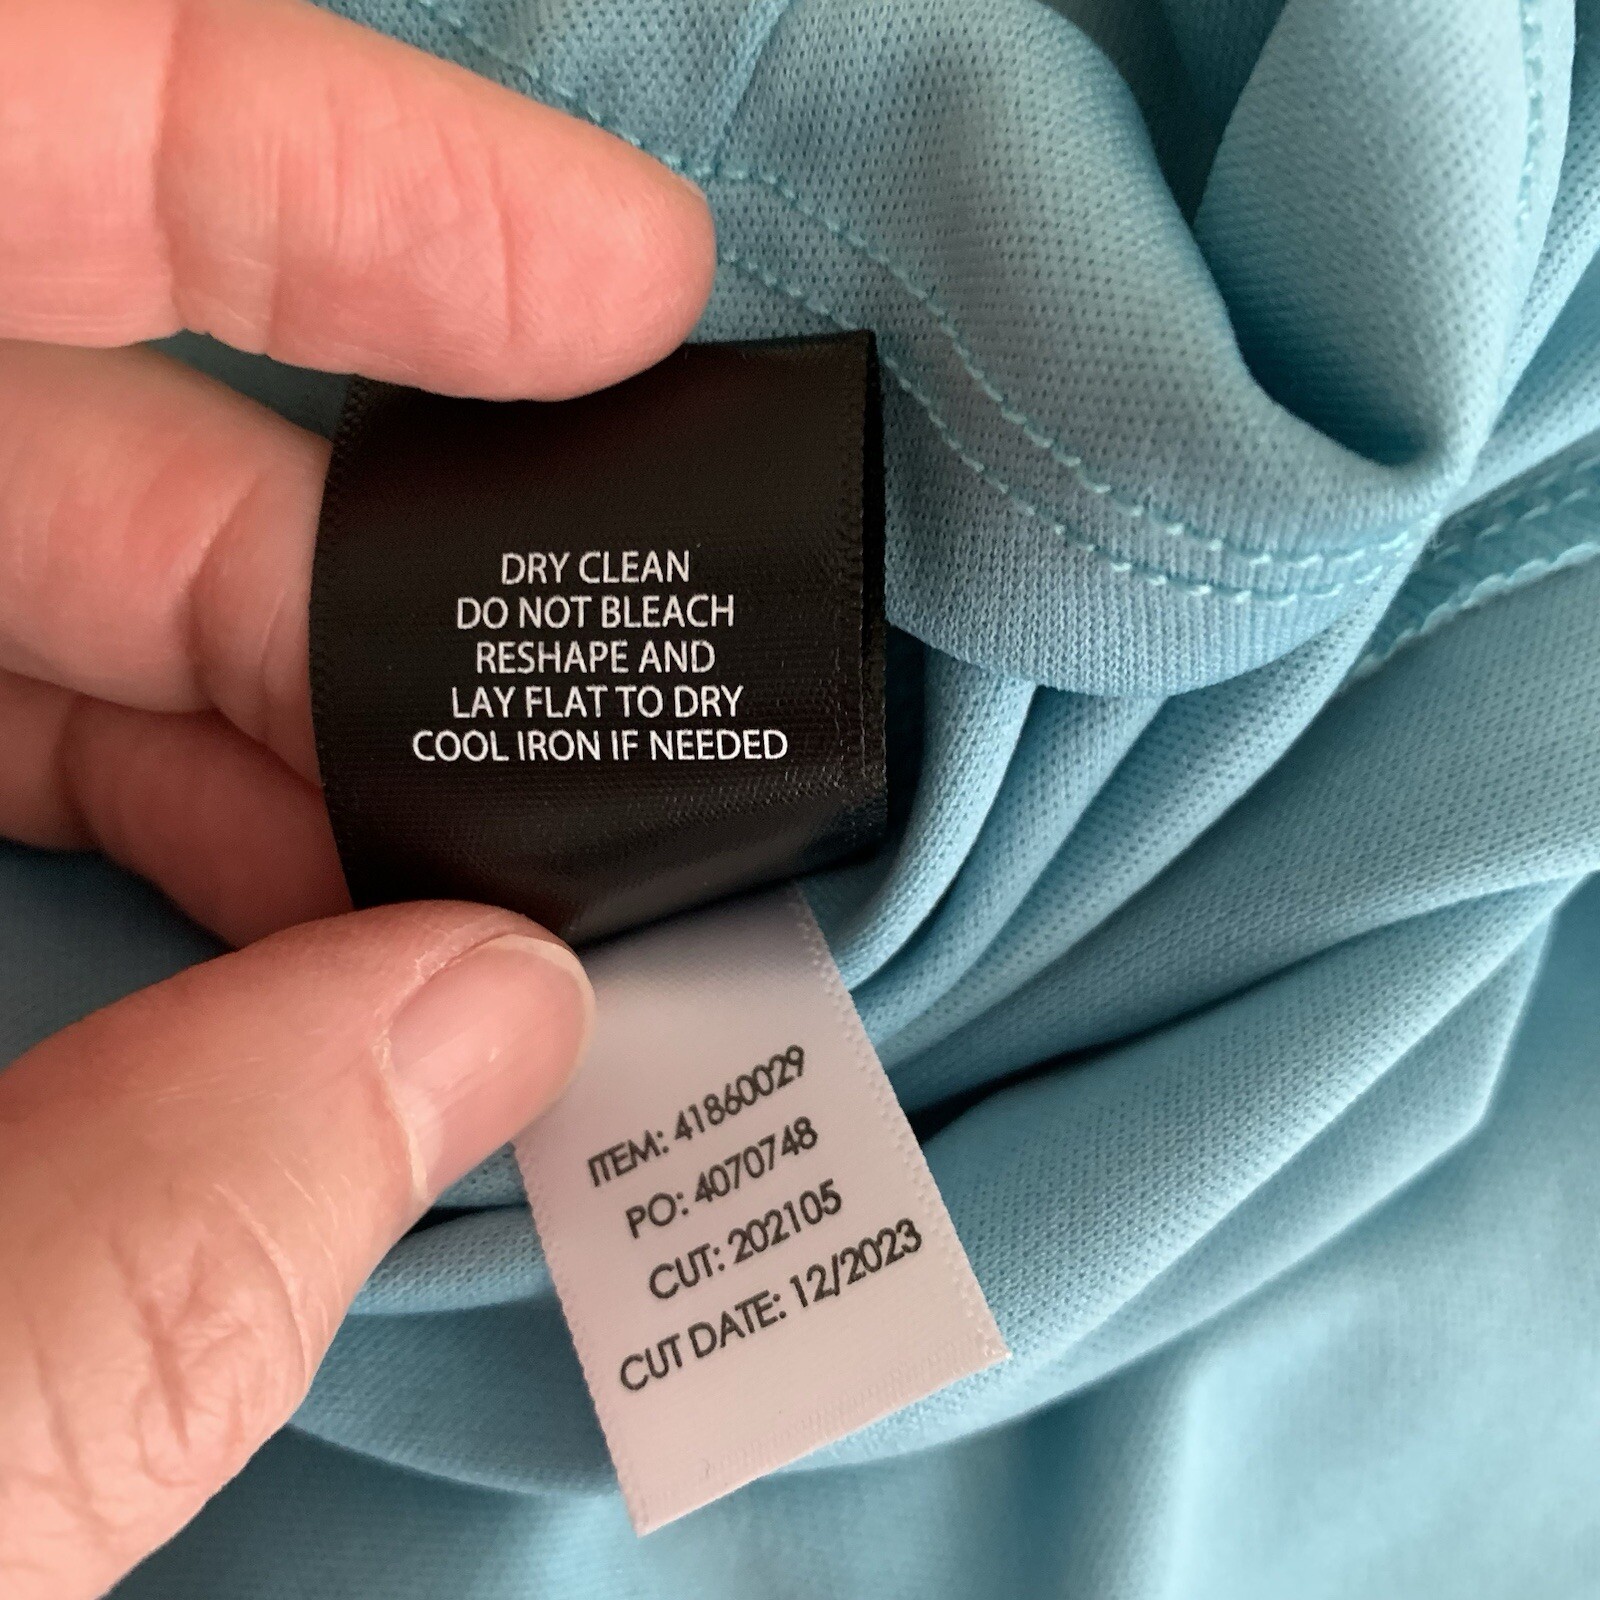 DRY CLEAN
DO NOT BLEACH
RESHAPE AND
LAY FLAT TO DRY
COOL IRON IF NEEDED
ITEM: 41860029
PO: 4070748
CUT: 202105
CUT DATE: 12/2023